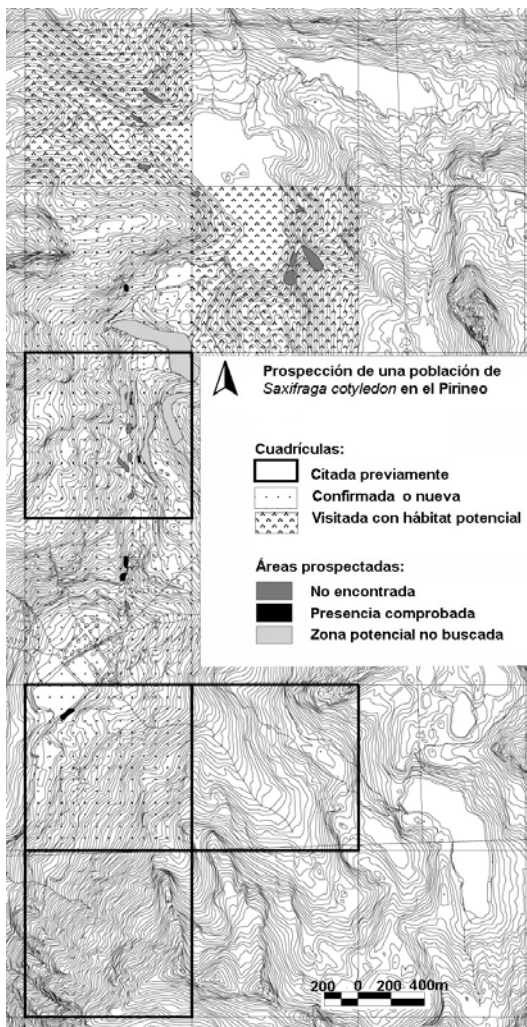 Prospección de una población de
Saxifraga cotyledon en el Pirineo
Cuadrículas:
Citada previamente
Confirmada o nueva
Visitada con hábitat potencial
Áreas prospectadas:
No encontrada
Presencia comprobada
Zona potencial no buscada
200 0 200 400m